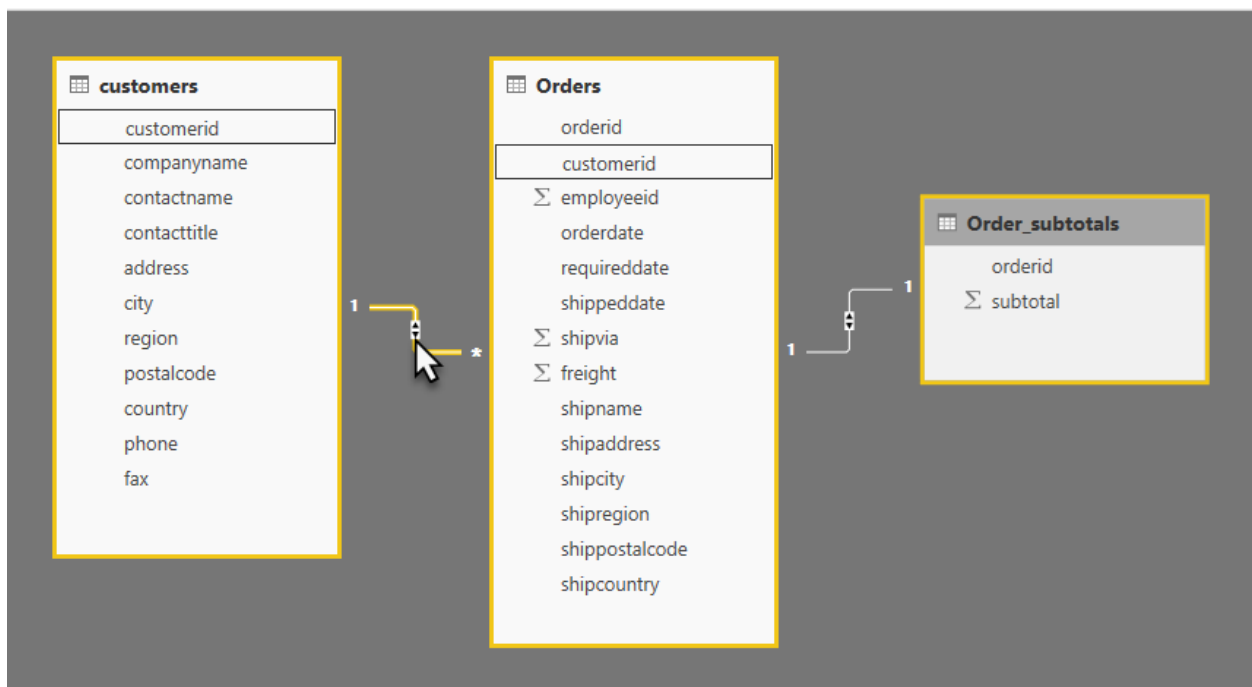 customers
customerid
companyname
contactname
contacttitle
address
city
region
postalcode
country
phone
fax
1
*
Orders
orderid
customerid
Σ employeeid
orderdate
requireddate
shippeddate
Σ shipvia
Σ freight
shipname
shipaddress
shipcity
shipregion
shippostalcode
shipcountry
1
1
Order_subtotals
orderid
Σ subtotal